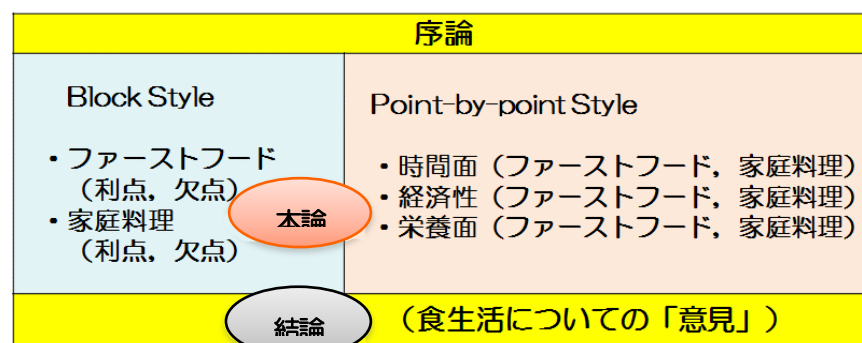 序論
Block Style
・ファーストフード
（利点，欠点）
・家庭料理
（利点，欠点）
本論
Point-by-point Style
・時間面（ファーストフード，家庭料理）
・経済性（ファーストフード，家庭料理）
・栄養面（ファーストフード，家庭料理）
結論
（食生活についての「意見」）